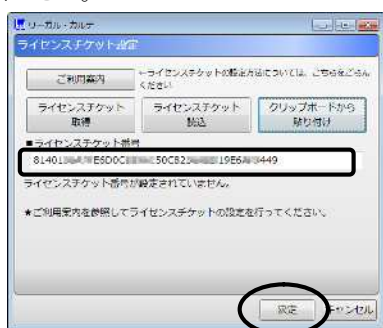 リーガル・カルテ
ライセンスチケット設定
ご利用案内
←ライセンスチケットの設定方法については、こちらをごらんください
ライセンスチケット取得
ライセンスチケット読込
クリップボードから貼り付け
■ライセンスチケット番号
81401 E6D0C 50C823 19E6A 3449
ライセンスチケット番号が設定されていません。
★ご利用案内を参照してライセンスチケットの設定を行ってください。
設定
キャンセル